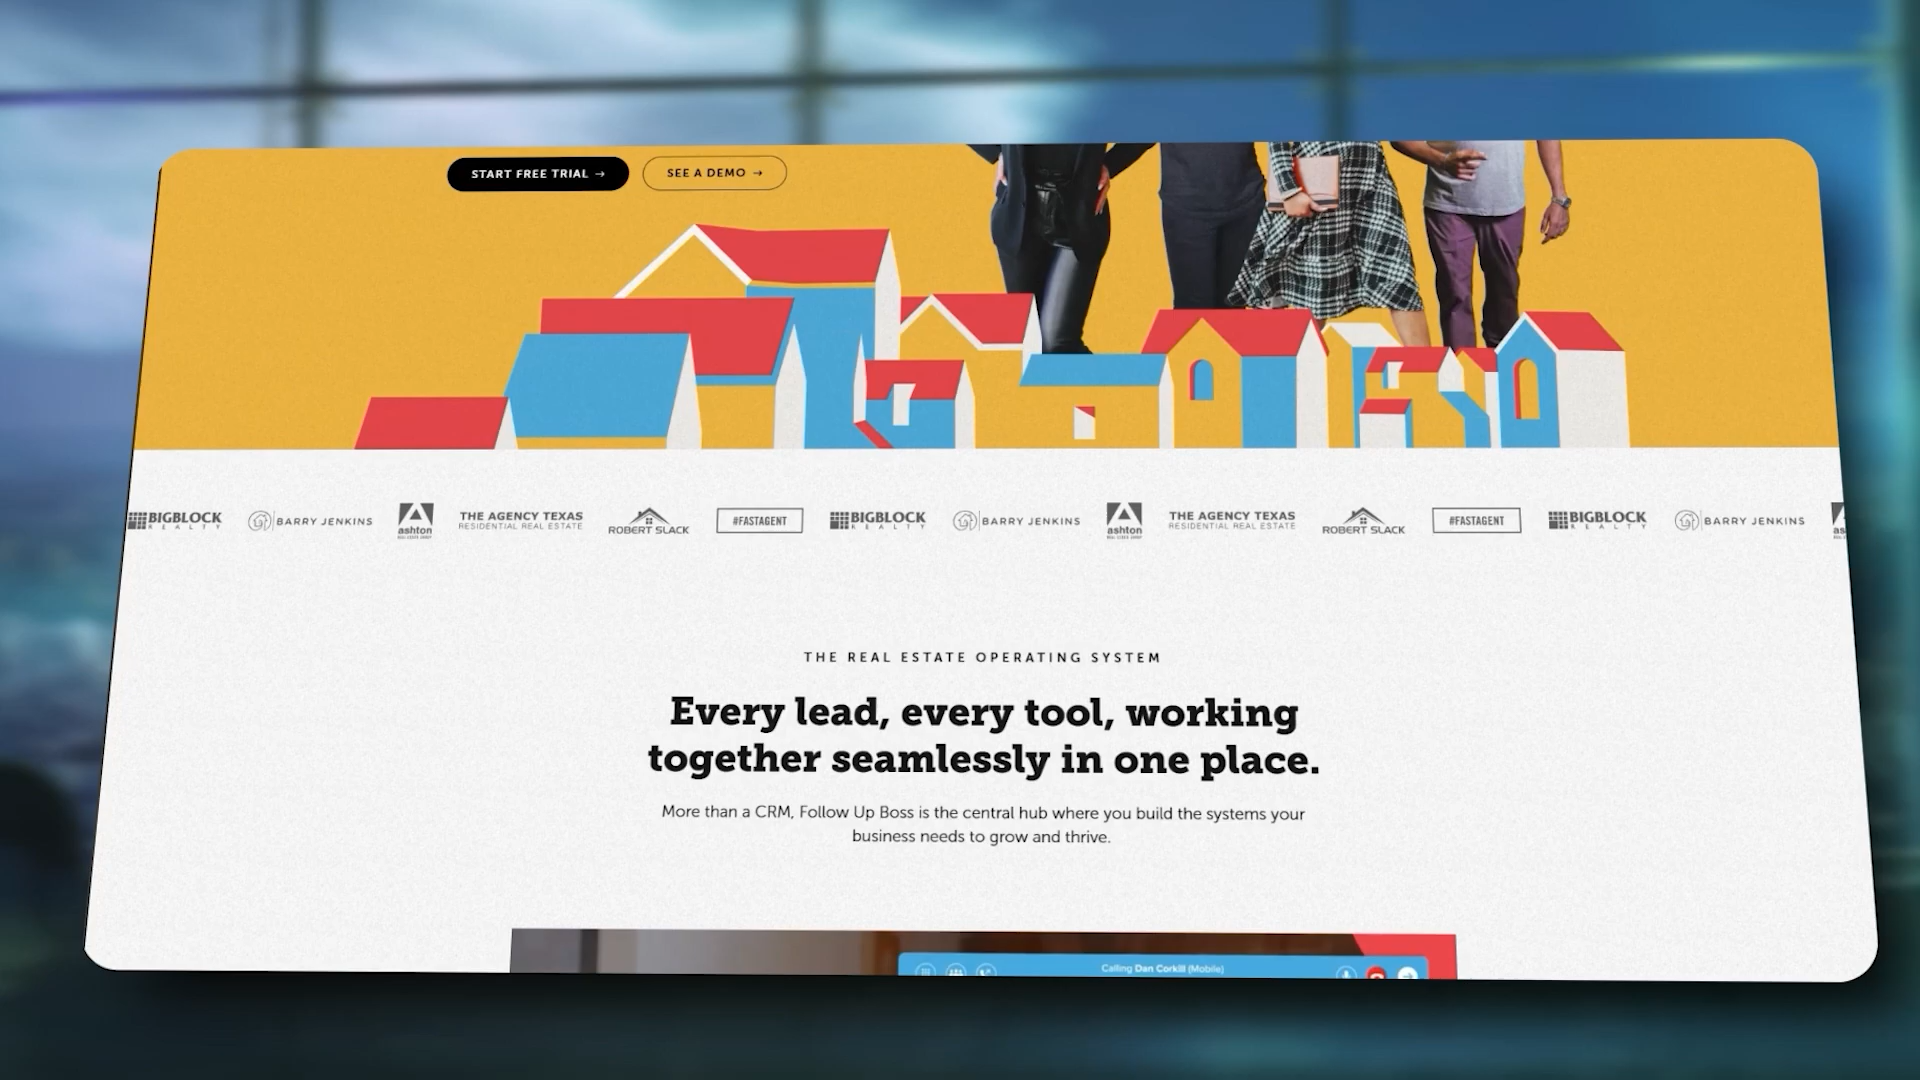 START FREE TRIAL →
SEE A DEMO →
BIGBLOCK REALTY
BARRY JENKINS
ashton
THE AGENCY TEXAS
RESIDENTIAL REAL ESTATE
ROBERT SLACK
#FASTAGENT
BIGBLOCK REALTY
BARRY JENKINS
ashton
THE AGENCY TEXAS
RESIDENTIAL REAL ESTATE
ROBERT SLACK
#FASTAGENT
BIGBLOCK REALTY
BARRY JENKINS
THE REAL ESTATE OPERATING SYSTEM
Every lead, every tool, working
together seamlessly in one place.
More than a CRM, Follow Up Boss is the central hub where you build the systems your
business needs to grow and thrive.
Calling Dan Corkill (Mobile)